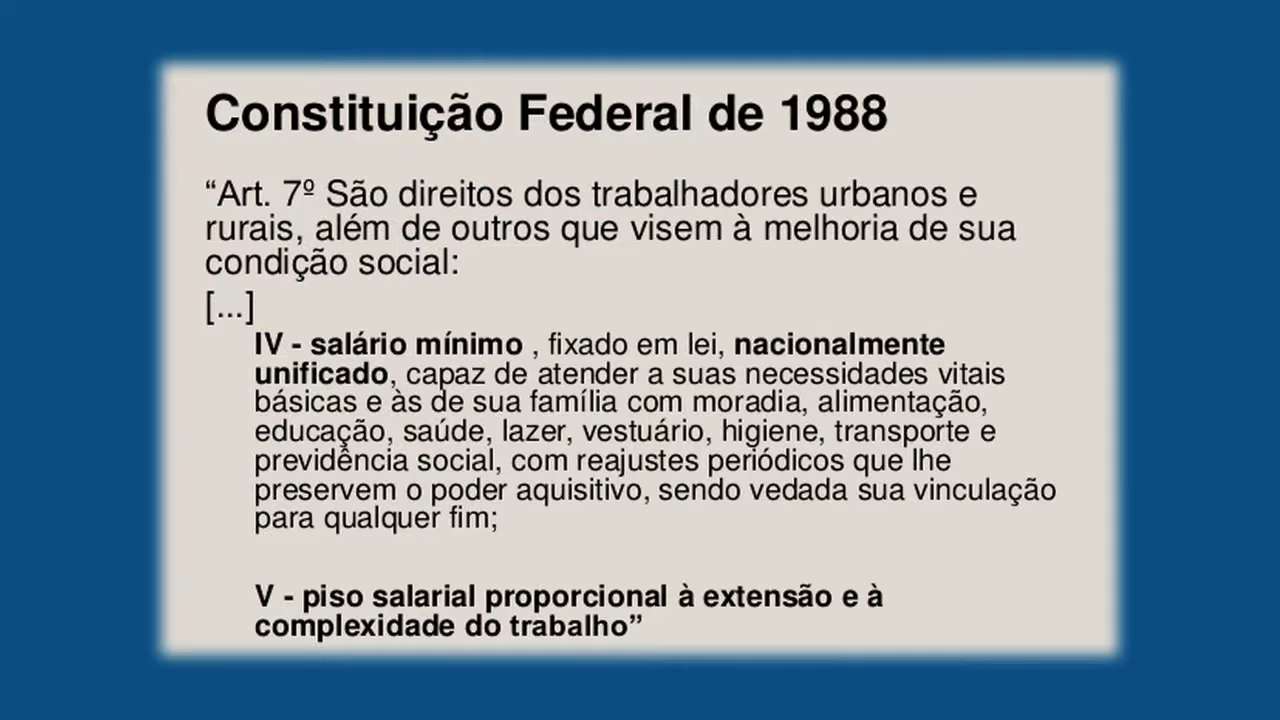 Constituição Federal de 1988
“Art. 7º São direitos dos trabalhadores urbanos e
rurais, além de outros que visem à melhoria de sua
condição social:
[...]
IV - salário mínimo , fixado em lei, nacionalmente
unificado, capaz de atender a suas necessidades vitais
básicas e às de sua família com moradia, alimentação,
educação, saúde, lazer, vestuário, higiene, transporte e
previdência social, com reajustes periódicos que lhe
preservem o poder aquisitivo, sendo vedada sua vinculação
para qualquer fim;
V - piso salarial proporcional à extensão e à
complexidade do trabalho”